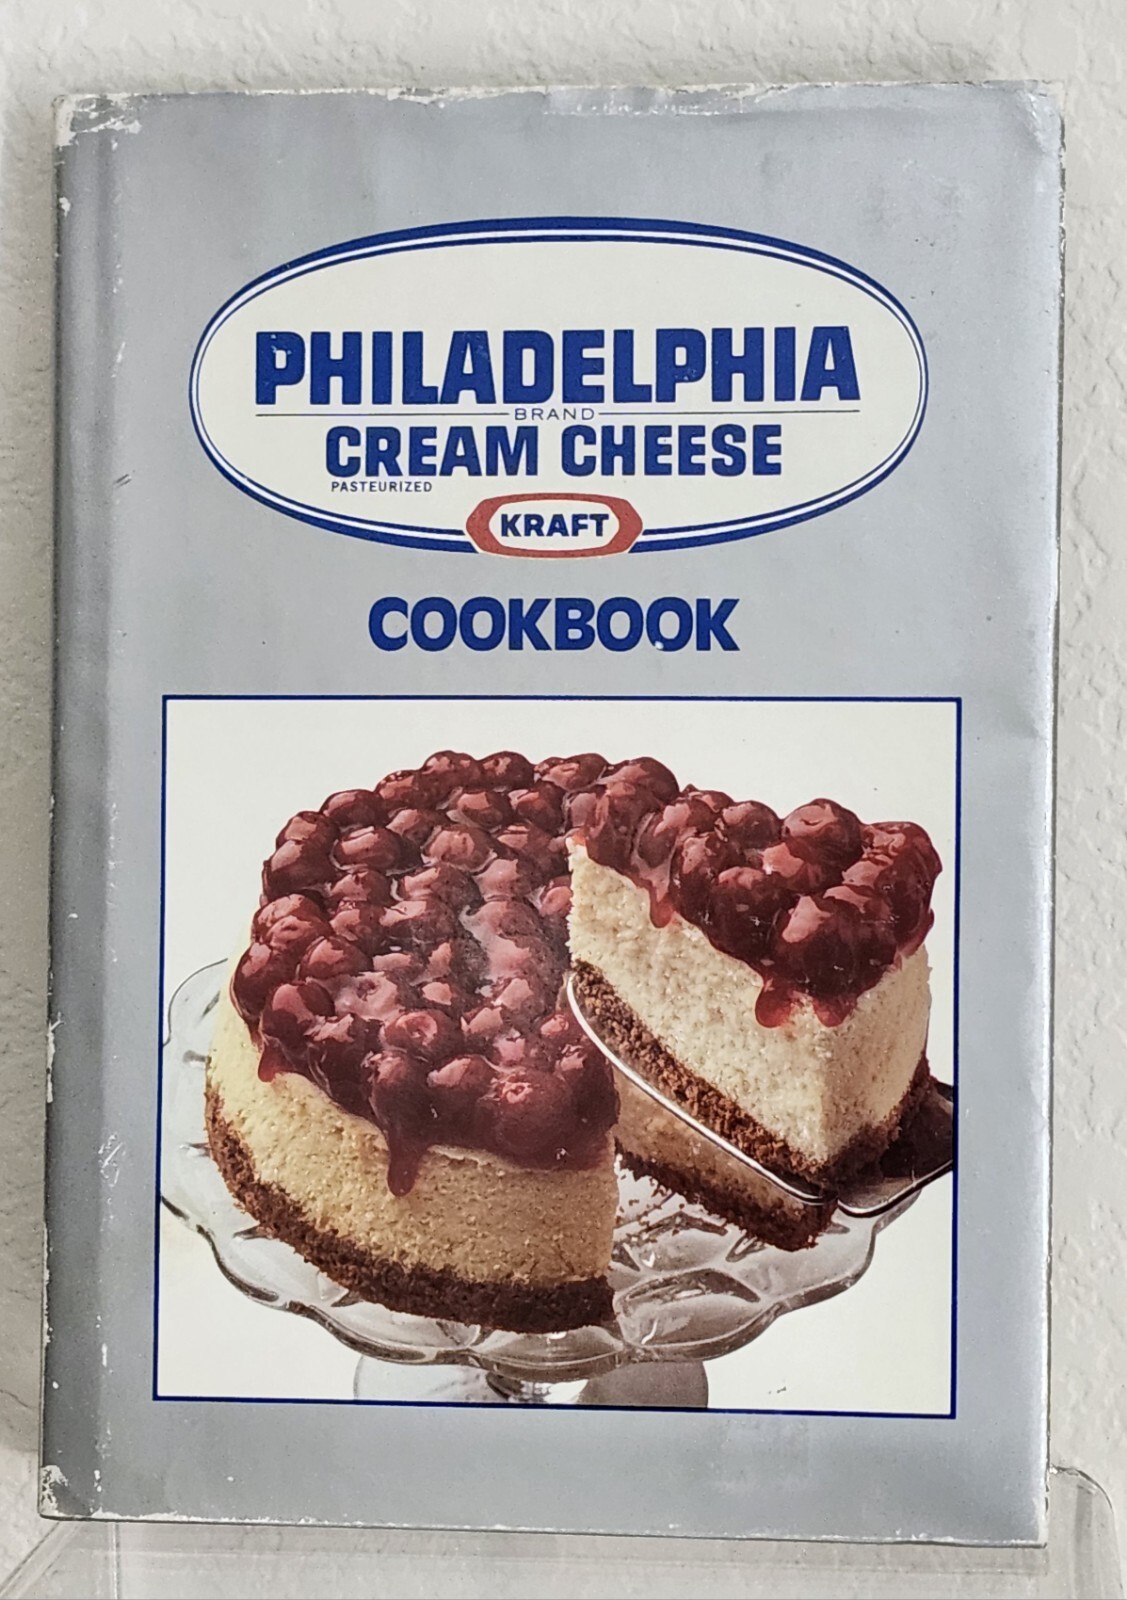 PHILADELPHIA
BRAND
CREAM CHEESE
PASTEURIZED
KRAFT
COOKBOOK